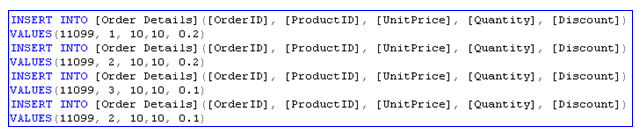 INSERT INTO [Order Details]([OrderID], [ProductID], [UnitPrice], [Quantity], [Discount])
VALUES(11099, 1, 10,10, 0.2)
INSERT INTO [Order Details]([OrderID], [ProductID], [UnitPrice], [Quantity], [Discount])
VALUES(11099, 2, 10,10, 0.2)
INSERT INTO [Order Details]([OrderID], [ProductID], [UnitPrice], [Quantity], [Discount])
VALUES(11099, 3, 10,10, 0.1)
INSERT INTO [Order Details]([OrderID], [ProductID], [UnitPrice], [Quantity], [Discount])
VALUES(11099, 2, 10,10, 0.1)